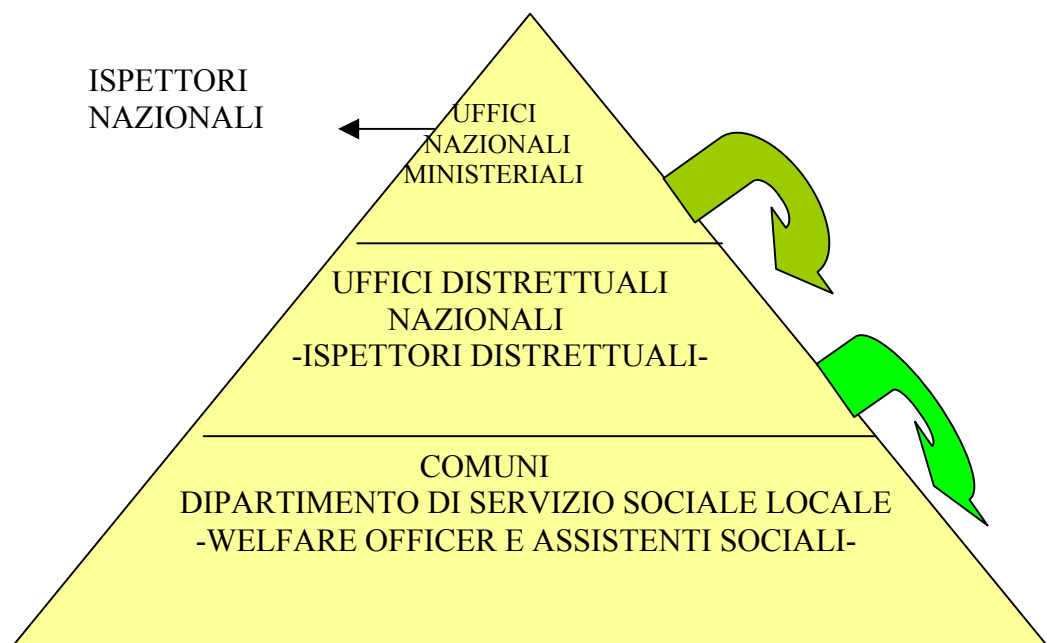 ISPETTORI
NAZIONALI
UFFICI
NAZIONALI
MINISTERIALI
UFFICI DISTRETTUALI
NAZIONALI
-ISPETTORI DISTRETTUALI-
COMUNI
DIPARTIMENTO DI SERVIZIO SOCIALE LOCALE
-WELFARE OFFICER E ASSISTENTI SOCIALI-